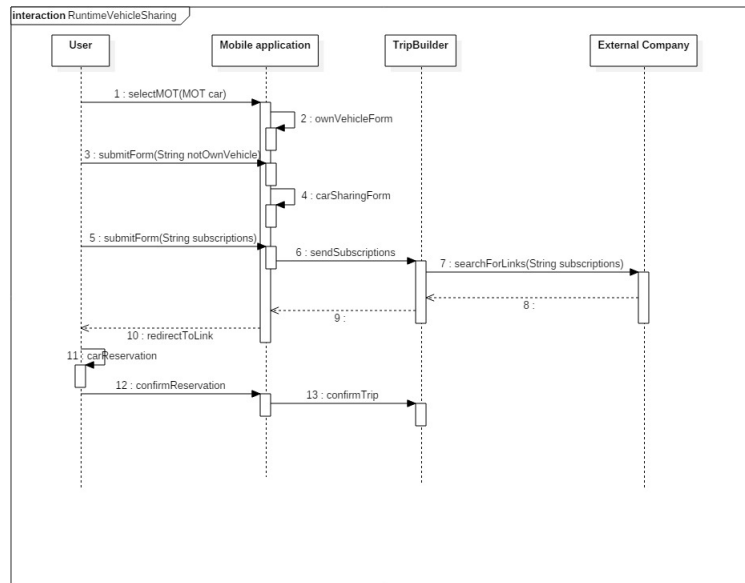 interaction RuntimeVehicleSharing
User
Mobile application
TripBuilder
External Company
1 : selectMOT(MOT car)
2 : ownVehicleForm
3 : submitForm(String notOwnVehicle)
4 : carSharingForm
5 : submitForm(String subscriptions)
6 : sendSubscriptions
7 : searchForLinks(String subscriptions)
8 :
9 :
10 : redirectToLink
11 : carReservation
12 : confirmReservation
13 : confirmTrip